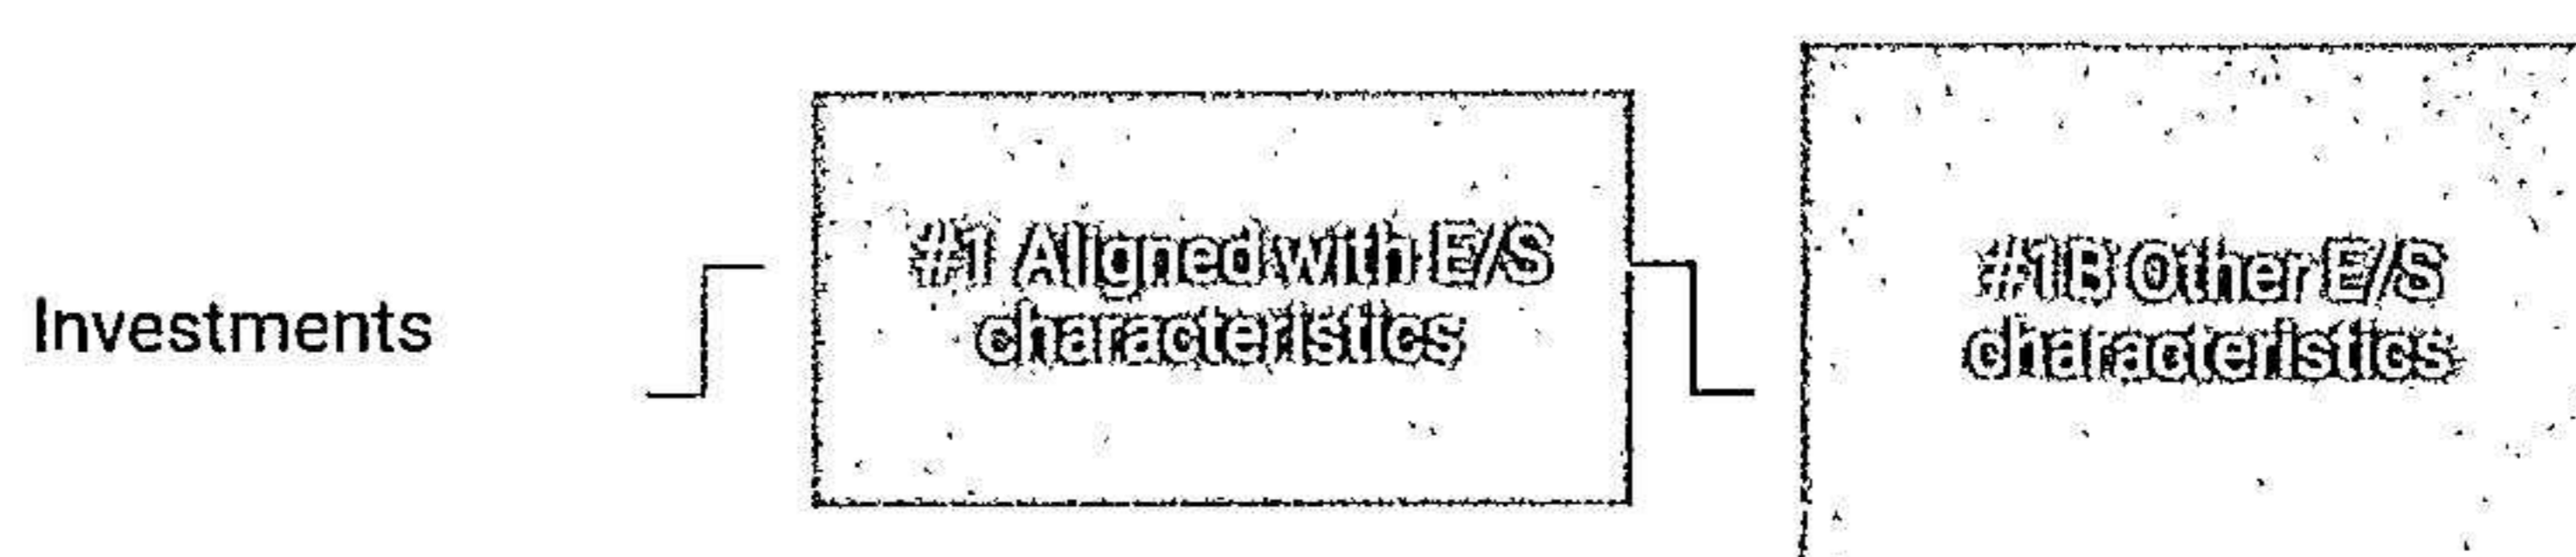 Investments
#1 Aligned with E/S
characteristics
#1B Other E/S
characteristics